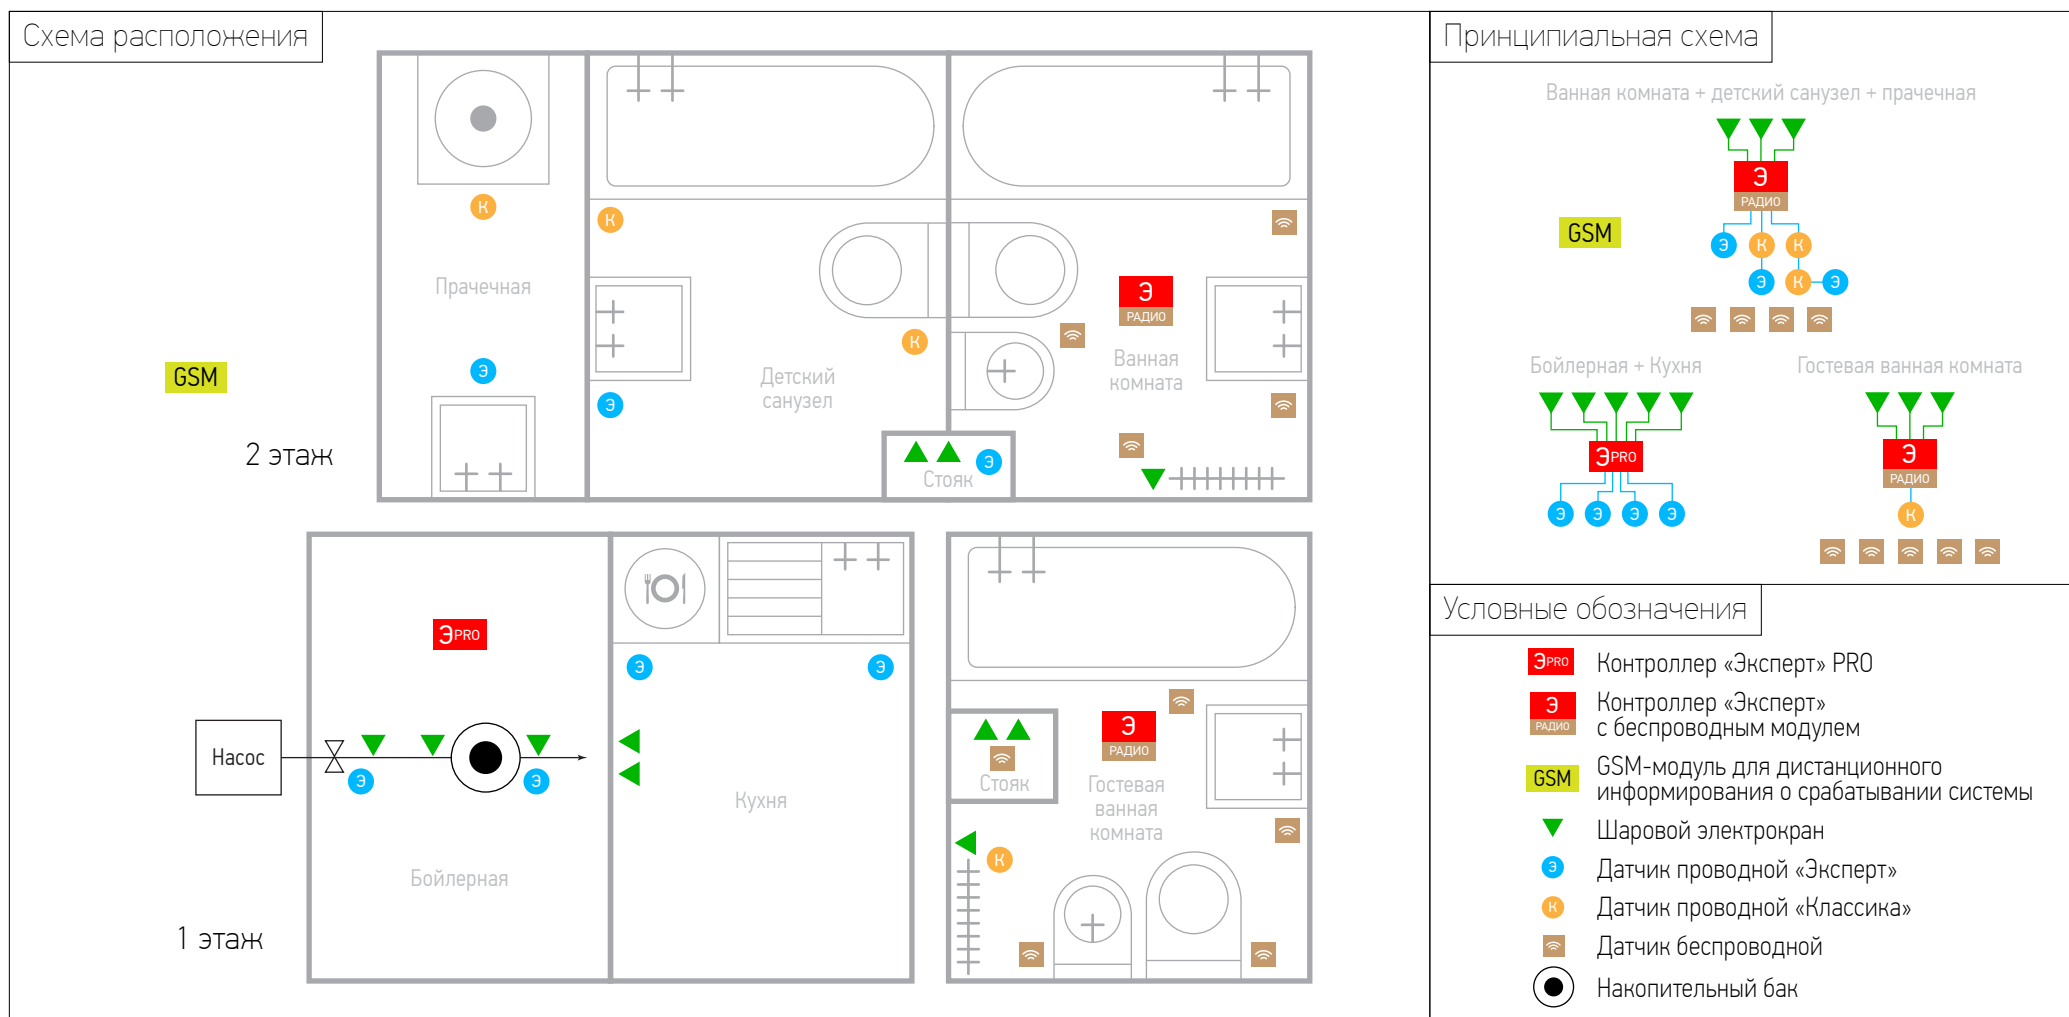 Схема расположения
К
К
Прачечная
Э
РАДИО
К
Ванная
комната
GSM
Э
Детский
санузел
Э
2 этаж
Э
Стояк
ЭPRO
Э
Э
Насос
Э
Э
Кухня
Э
РАДИО
Стояк
Гостевая
ванная
комната
К
Бойлерная
1 этаж
Принципиальная схема
Ванная комната + детский санузел + прачечная
Э
РАДИО
GSM
Э К К
Э К Э
Бойлерная + Кухня
ЭPRO
Э Э Э Э
Гостевая ванная комната
Э
РАДИО
К
Условные обозначения
ЭPRO Контроллер «Эксперт» PRO
Э
РАДИО
Контроллер «Эксперт»
с беспроводным модулем
GSM
GSM-модуль для дистанционного
информирования о срабатывании системы
Шаровой электрокран
Э Датчик проводной «Эксперт»
К Датчик проводной «Классика»
Датчик беспроводной
Накопительный бак